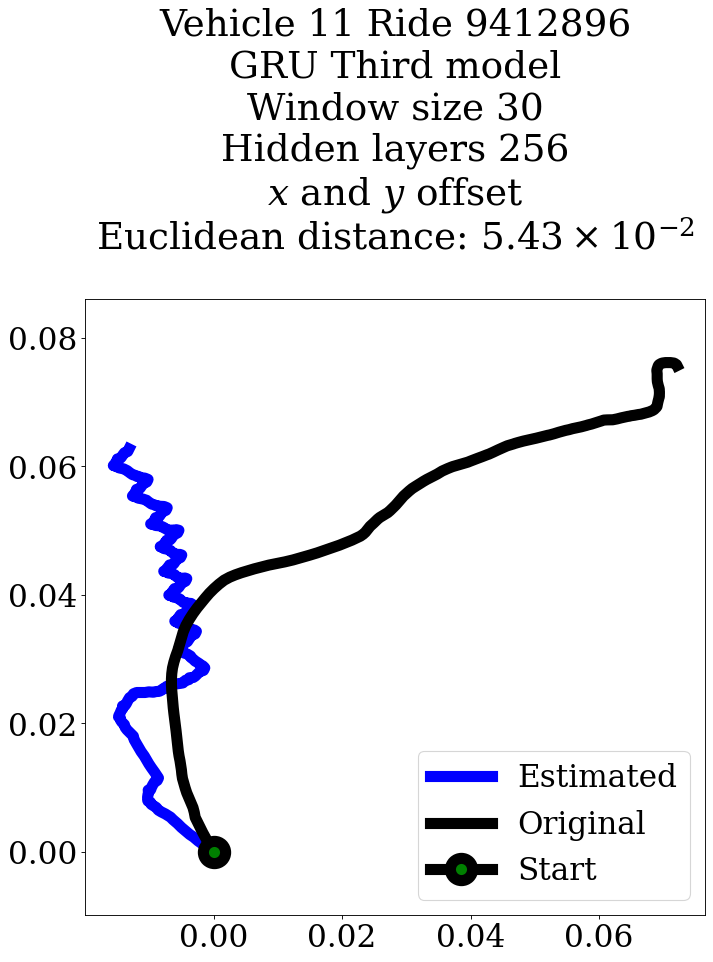 Vehicle 11 Ride 9412896
GRU Third model
Window size 30
Hidden layers 256
x and y offset
Euclidean distance: 5.43 × 10⁻²
0.08
0.06
0.04
0.02
0.00
Estimated
Original
Start
0.00 0.02 0.04 0.06